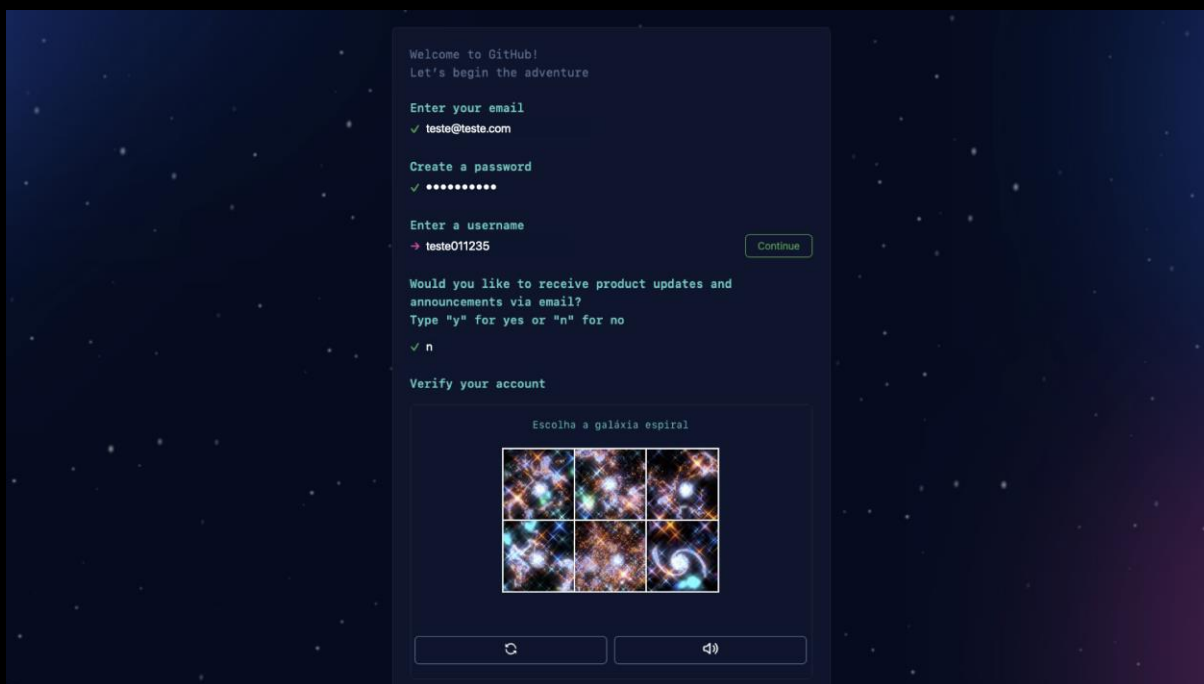 Welcome to GitHub!
Let's begin the adventure
Enter your email
teste@teste.com
Create a password
••••••••••
Enter a username
teste011235
Continue
Would you like to receive product updates and
announcements via email?
Type "y" for yes or "n" for no
n
Verify your account
Escolha a galáxia espiral